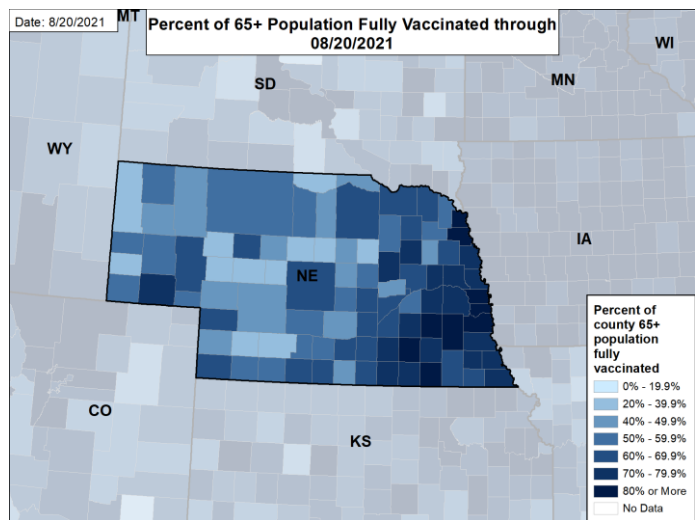 Date: 8/20/2021
Percent of 65+ Population Fully Vaccinated through
08/20/2021
MT
WI
MN
SD
WY
IA
NE
CO
KS
Percent of
county 65+
population
fully
vaccinated
0% - 19.9%
20% - 39.9%
40% - 49.9%
50% - 59.9%
60% - 69.9%
70% - 79.9%
80% or More
No Data